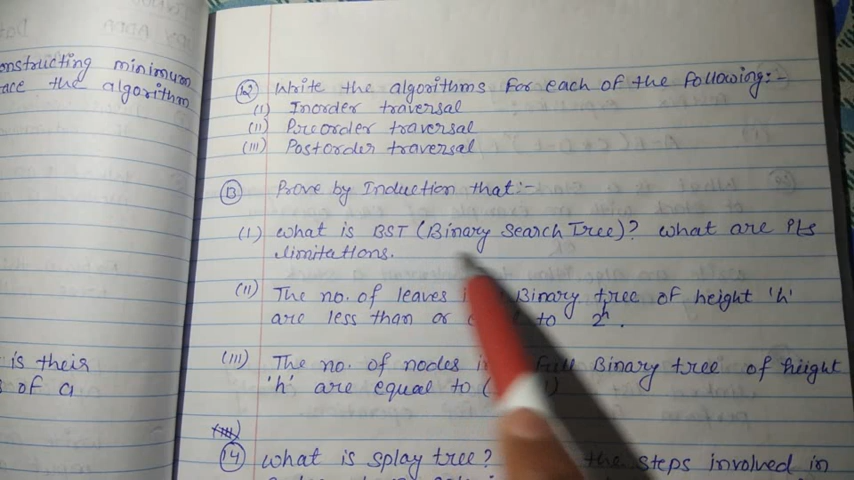 onstructing minimum
ace the algorithm
is their
s of a
12 Write the algorithms for each of the following:-
(i) Inorder traversal
(ii) Preorder traversal
(iii) Postorder traversal
13 Prove by Induction that:-
(i) What is BST (Binary Search Tree)? What are its
limitations.
(ii) The no. of leaves i Binary tree of height 'h'
are less than or to 2^h.
(iii) The no. of nodes i Full Binary tree of height
'h' are equal to (
14 What is splay tree? the steps involved in